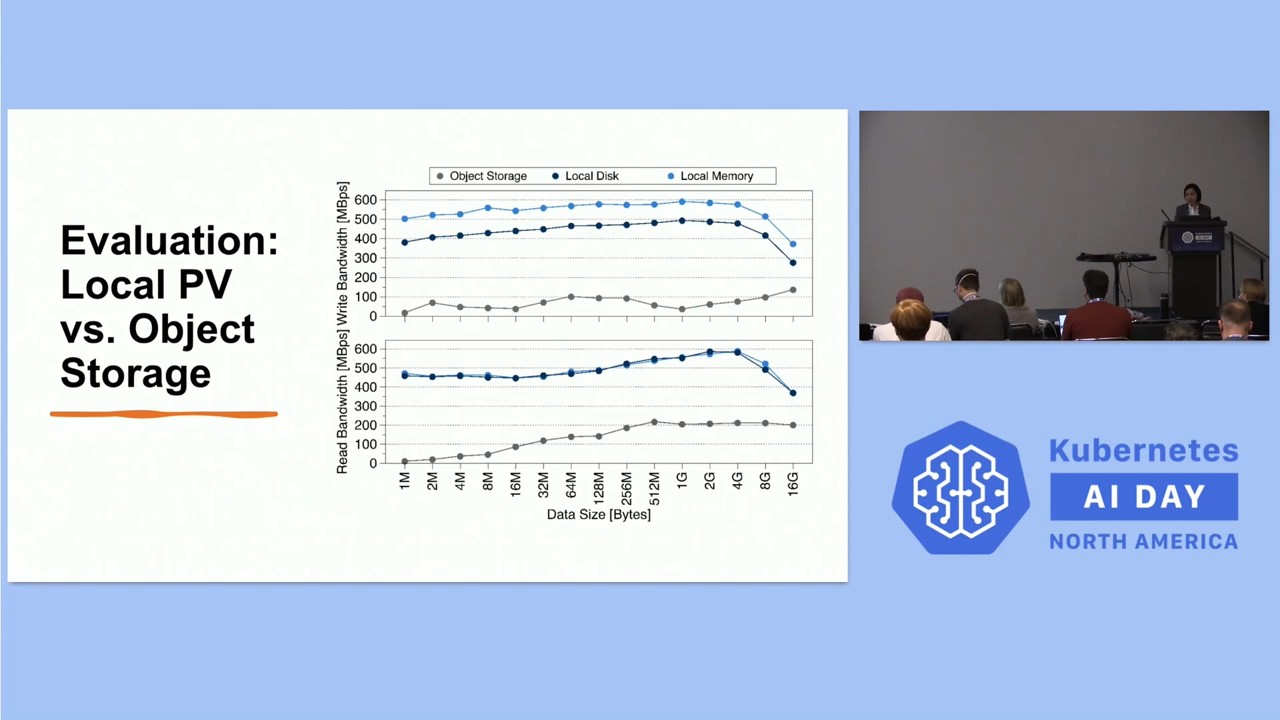 Evaluation:
Local PV
vs. Object
Storage
Object Storage
Local Disk
Local Memory
Write Bandwidth [MBps]
600
500
400
300
200
100
0
Read Bandwidth [MBps]
600
500
400
300
200
100
0
1M
2M
4M
8M
16M
32M
64M
128M
256M
512M
1G
2G
4G
8G
16G
Data Size [Bytes]
Kubernetes
AI DAY
NORTH AMERICA